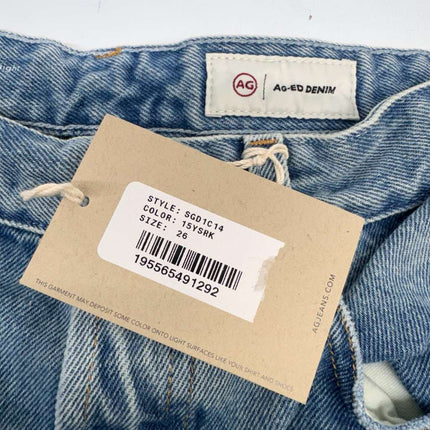 AG
AG-ED DENIM
STYLE: SGD1C14
COLOR: 15YSRK
SIZE: 26
195565491292
AGJEANS.COM
THIS GARMENT MAY DEPOSIT SOME COLOR ONTO LIGHT SURFACES LIKE YOUR SHIRT AND SHOES